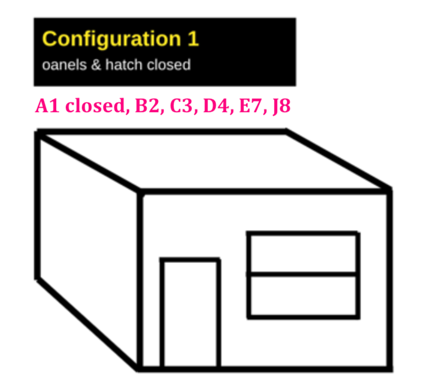 Configuration 1
oanels & hatch closed
A1 closed, B2, C3, D4, E7, J8